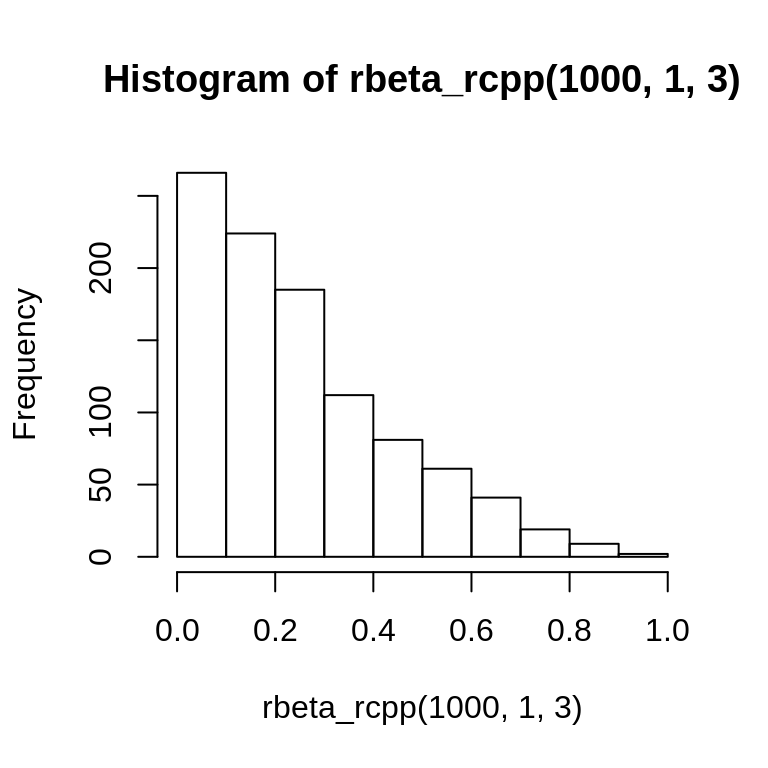 Histogram of rbeta_rcpp(1000, 1, 3)
Frequency
200
100
50
0
0.0 0.2 0.4 0.6 0.8 1.0
rbeta_rcpp(1000, 1, 3)